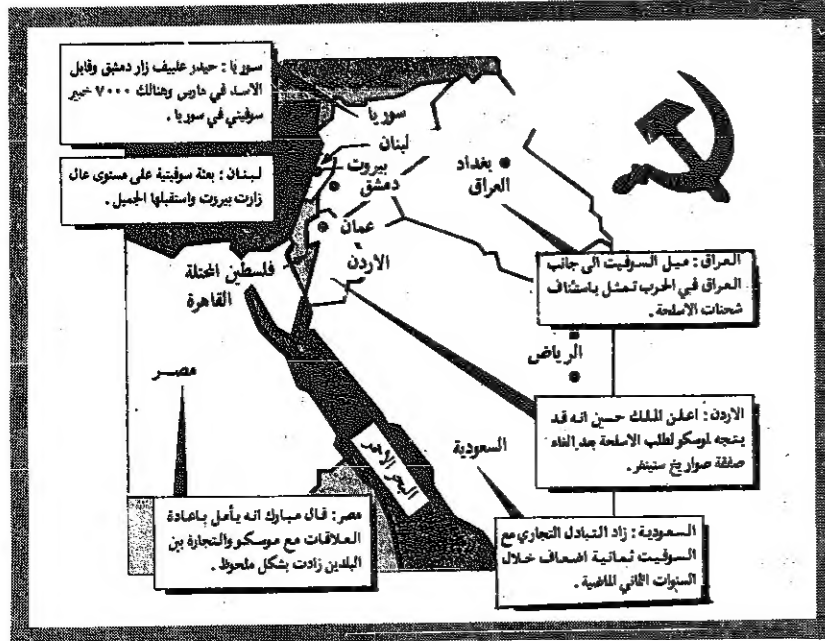 سوريا : حيدر علييف زار دمشق وقابل
الاسد في مارس وهنالك ٧٠٠٠ خبير
سوفيتي في سوريا .
لبنان : بعثة سوفيتية على مستوى عال
زارت بيروت واستقبلها الجميل .
سوريا
لبنان
بيروت
دمشق
بغداد
العراق
عمان
الاردن
فلسطين المحتلة
القاهرة
العراق : ميل السوفيت الى جانب
العراق في الحرب تمثل باستئناف
شحنات الاسلحة .
الرياض
مصـــر
الاردن : اعلن الملك حسين انه قد
يتجه لموسكو لطلب الاسلحة بعد الغاء
صفقة صواريخ ستينغر .
السعودية
البحر الاحمر
مصر : قال مبارك انه يأمل باعادة
العلاقات مع موسكو والتجارة بين
البلدين زادت بشكل ملحوظ .
السعودية : زاد التبادل التجاري مع
السوفيت ثمانية اضعاف خلال
السنوات الثماني الماضية .